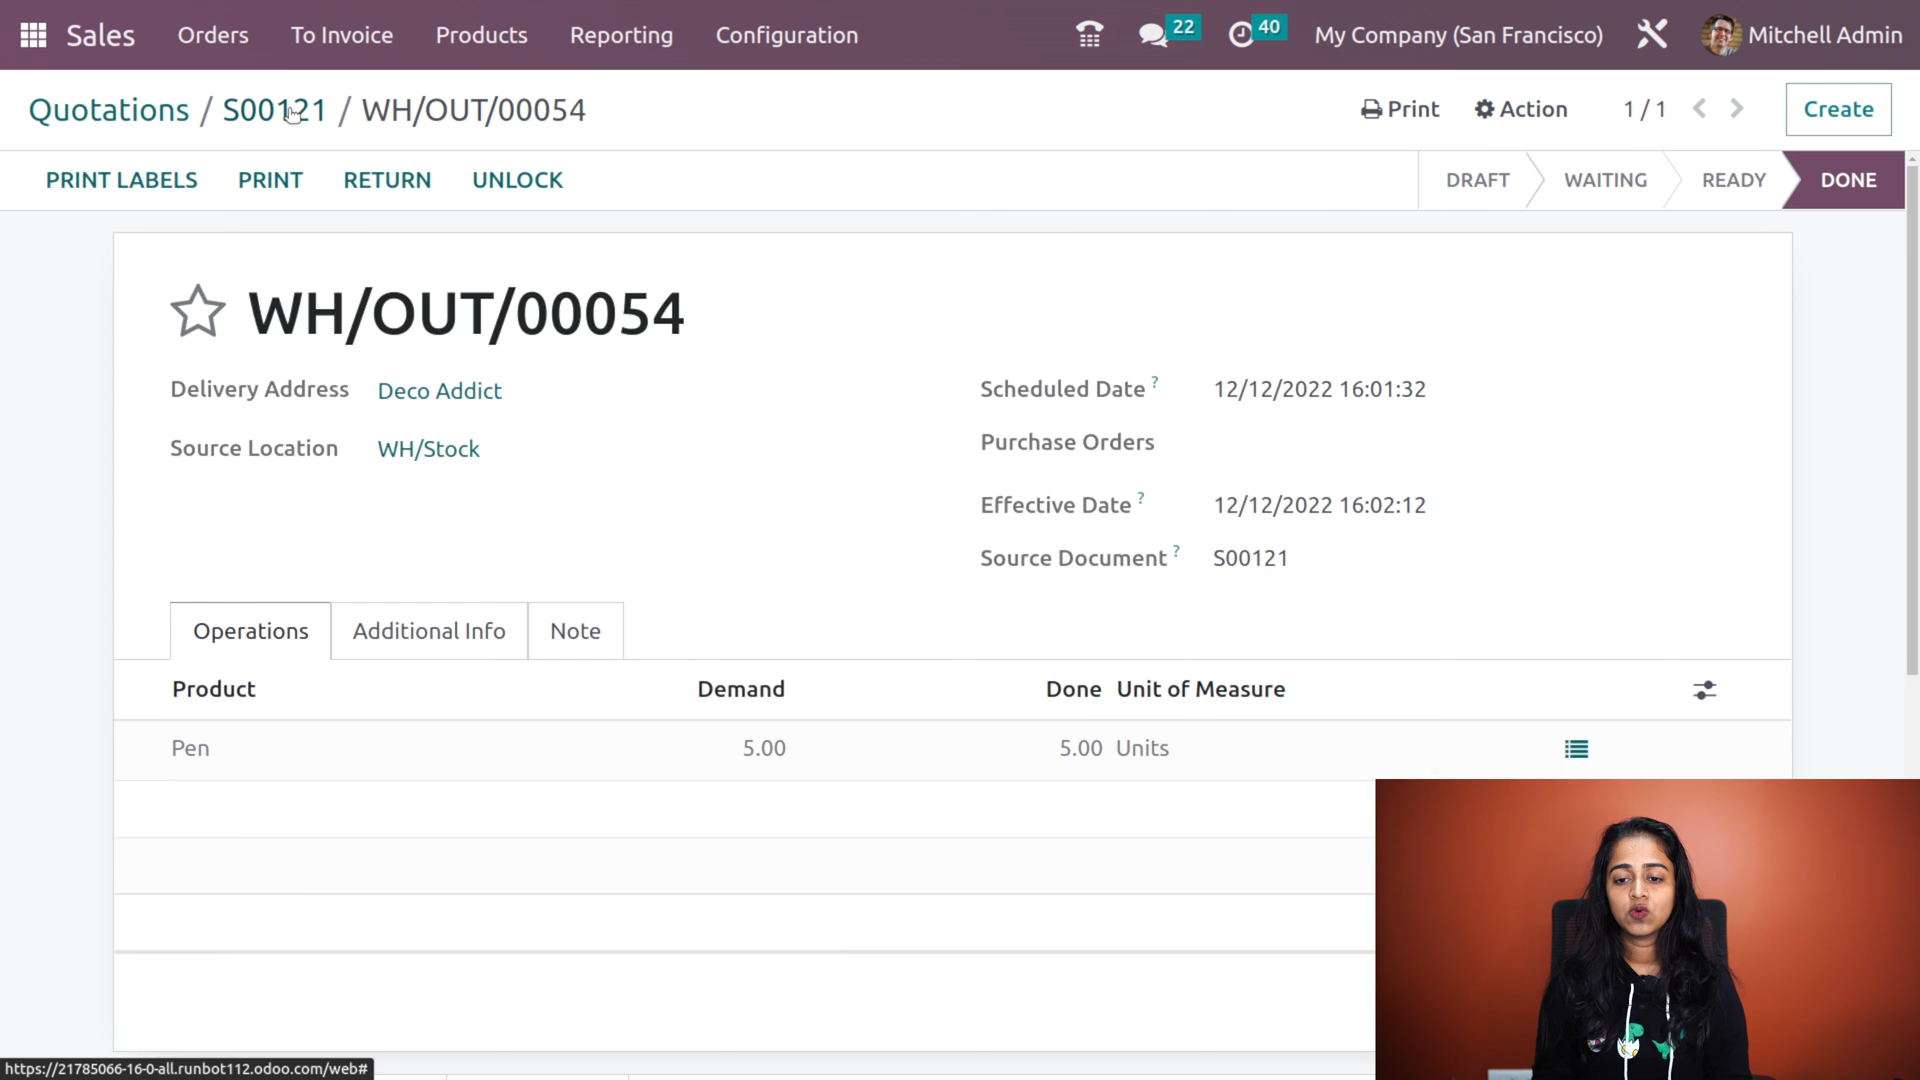 Sales Orders To Invoice Products Reporting Configuration 22 40 My Company (San Francisco) Mitchell Admin
Quotations / S00121 / WH/OUT/00054 Print Action 1 / 1 Create
PRINT LABELS PRINT RETURN UNLOCK DRAFT WAITING READY DONE
WH/OUT/00054
Delivery Address Deco Addict Scheduled Date ? 12/12/2022 16:01:32
Purchase Orders
Source Location WH/Stock
Effective Date ? 12/12/2022 16:02:12
Source Document ? S00121
Operations Additional Info Note
Product Demand Done Unit of Measure
Pen 5.00 5.00 Units
https://21785066-16-0-all.runbot112.odoo.com/web#